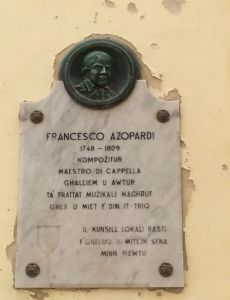 FRANCESCO AZOPARDI
1748 - 1809
KOMPOŻITUR
MAESTRO DI CAPPELLA
GĦALLIEM U AWTUR
TA' TRATTAT MUŻIKALI MAGĦRUF
GĦEX U MIET F' DIN IT-TRIQ
IL-KUNSILL LOKALI RABTI
F'GĦELUQ IL-MITEJN SENA
MINN MEWTU